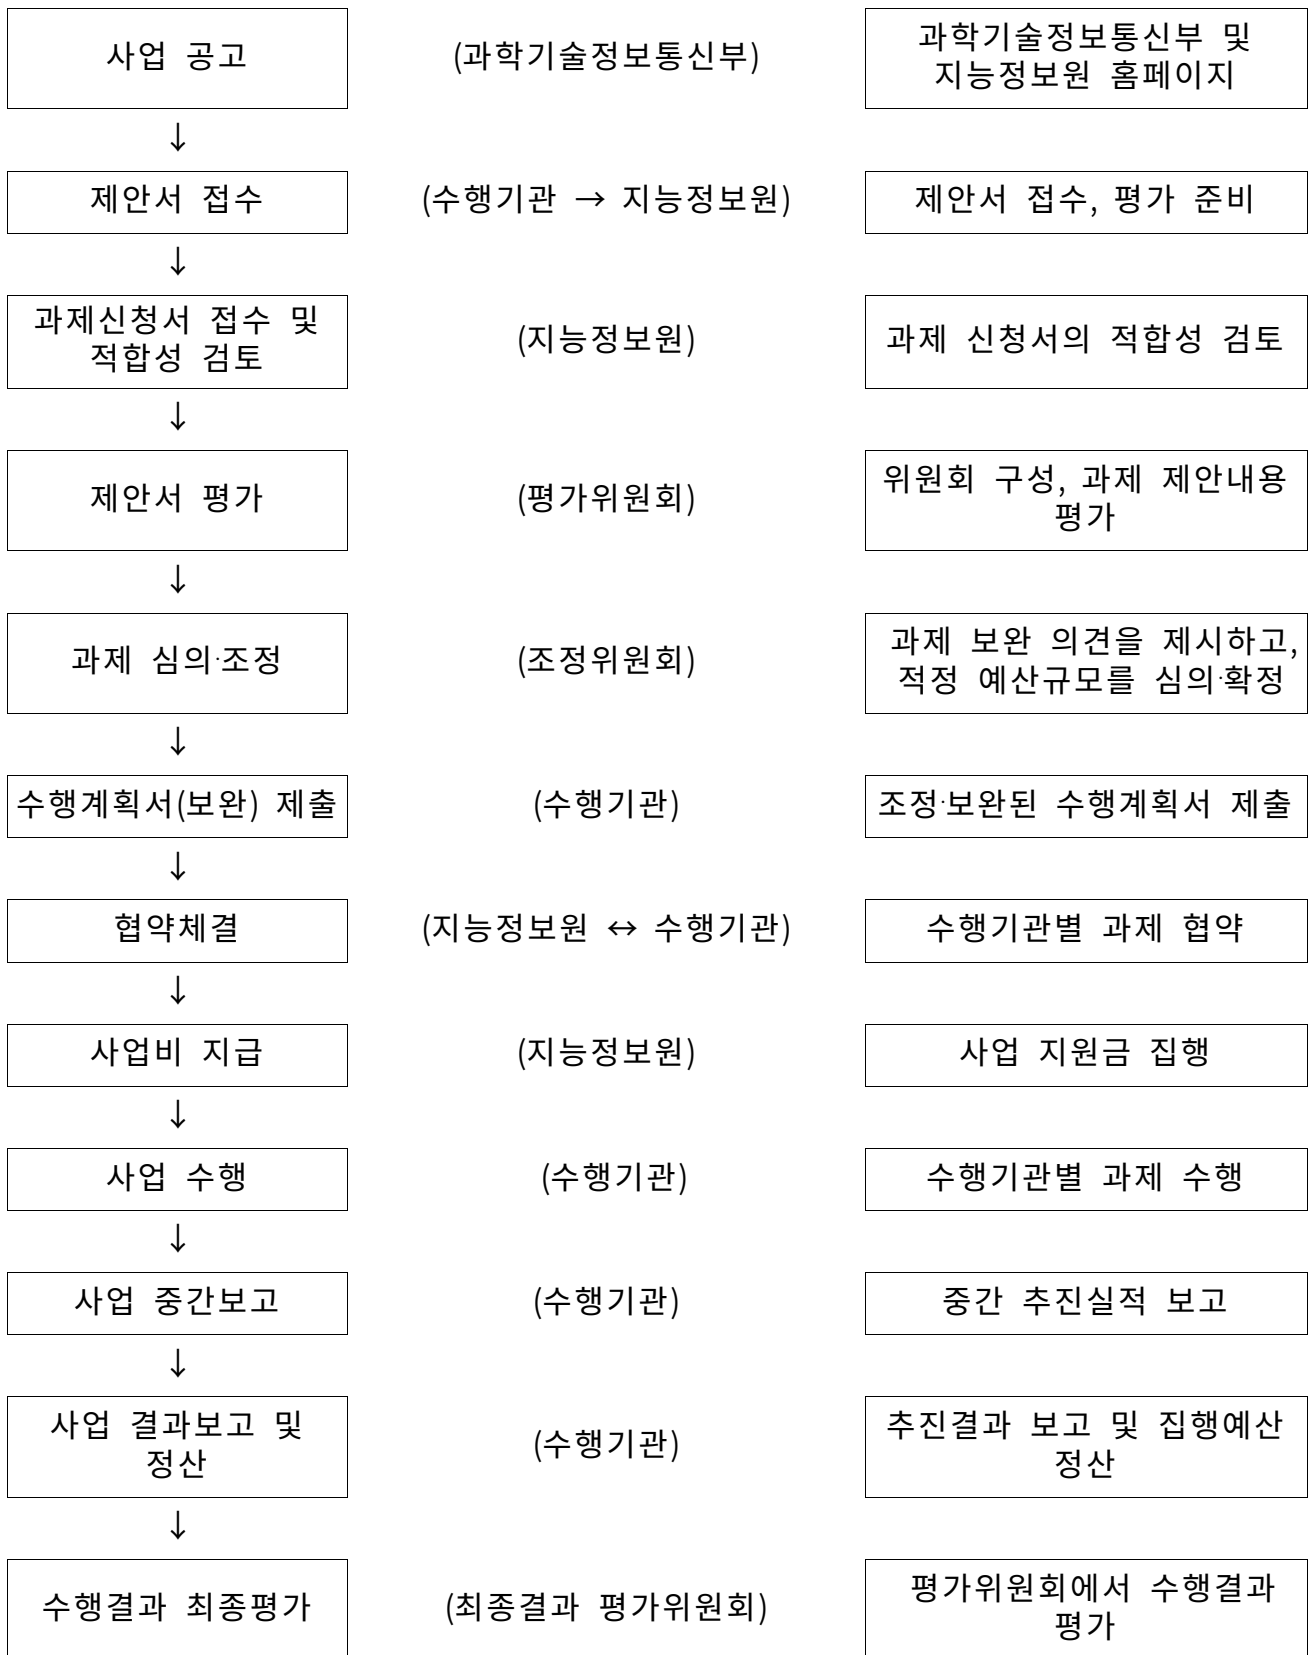 사업 공고
(과학기술정보통신부)
과학기술정보통신부 및
지능정보원 홈페이지
↓
제안서 접수
(수행기관 → 지능정보원)
제안서 접수, 평가 준비
↓
과제신청서 접수 및
적합성 검토
(지능정보원)
과제 신청서의 적합성 검토
↓
제안서 평가
(평가위원회)
위원회 구성, 과제 제안내용
평가
↓
과제 심의·조정
(조정위원회)
과제 보완 의견을 제시하고,
적정 예산규모를 심의·확정
↓
수행계획서(보완) 제출
(수행기관)
조정·보완된 수행계획서 제출
↓
협약체결
(지능정보원 ↔ 수행기관)
수행기관별 과제 협약
↓
사업비 지급
(지능정보원)
사업 지원금 집행
↓
사업 수행
(수행기관)
수행기관별 과제 수행
↓
사업 중간보고
(수행기관)
중간 추진실적 보고
↓
사업 결과보고 및
정산
(수행기관)
추진결과 보고 및 집행예산
정산
↓
수행결과 최종평가
(최종결과 평가위원회)
평가위원회에서 수행결과
평가